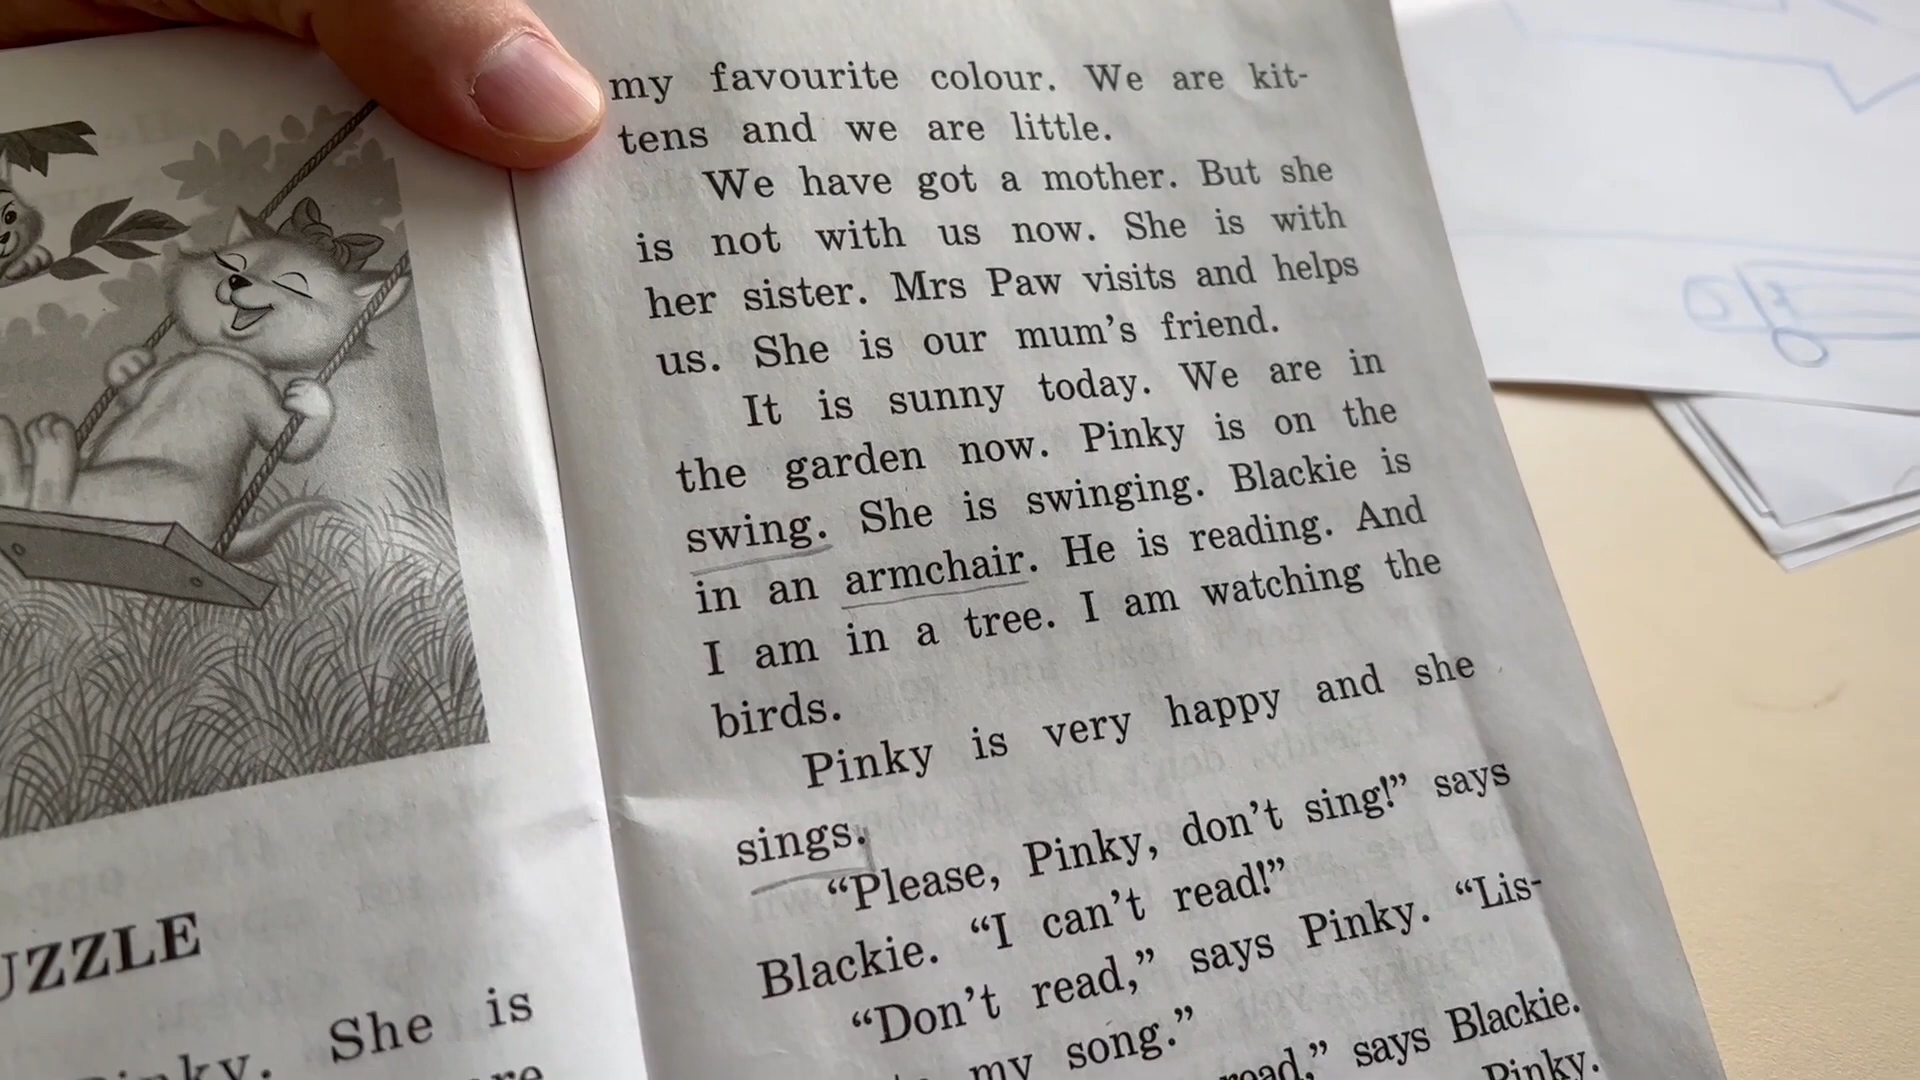 UZZLE
Pinky. She is
my favourite colour. We are kit-
tens and we are little.
We have got a mother. But she
is not with us now. She is with
her sister. Mrs Paw visits and helps
us. She is our mum's friend.
It is sunny today. We are in
the garden now. Pinky is on the
swing. She is swinging. Blackie is
in an armchair. He is reading. And
I am in a tree. I am watching the
birds.
Pinky is very happy and she
sings.
“Please, Pinky, don't sing!” says
Blackie. “I can't read!”
“Don't read,” says Pinky. “Lis-
my song.”
read,” says Blackie.
Pinky.